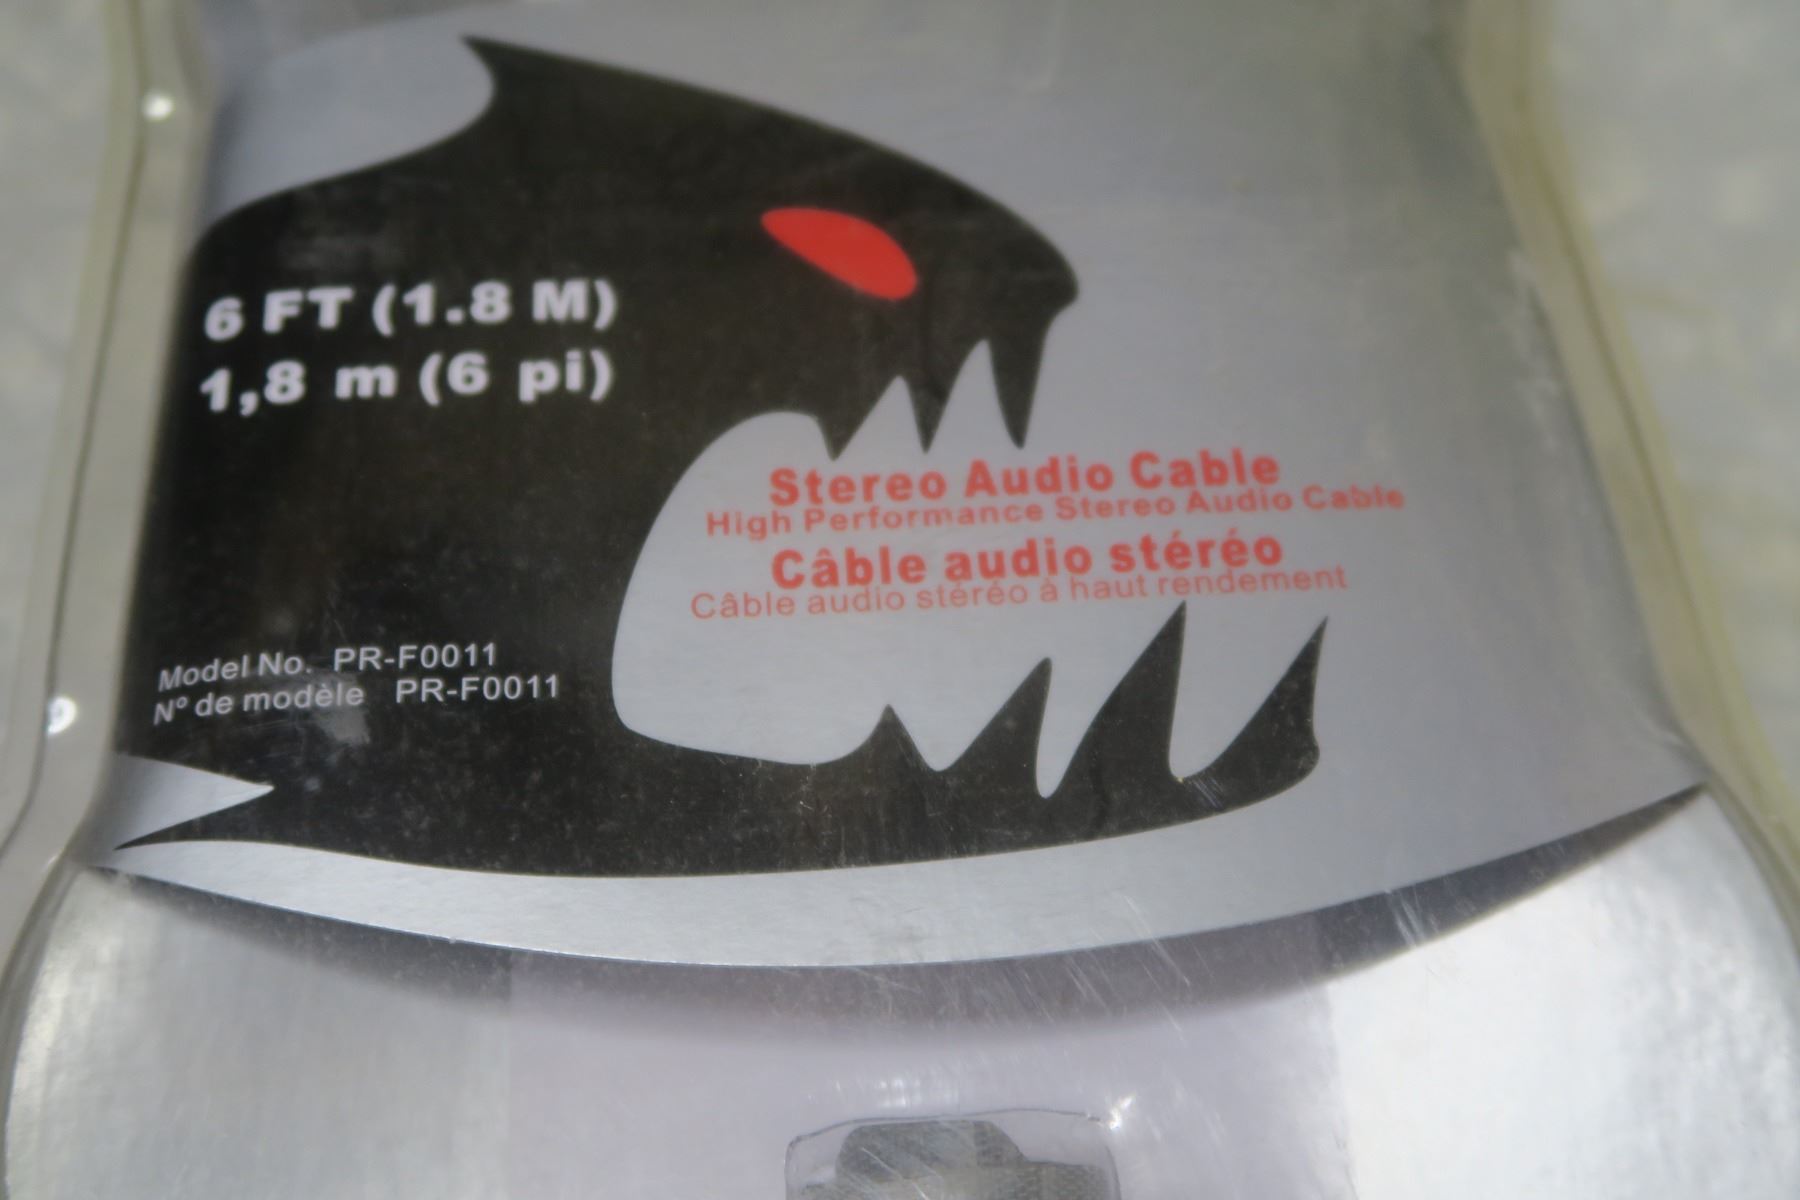 6 FT (1.8 M)
1,8 m (6 pi)
Stereo Audio Cable
High Performance Stereo Audio Cable
Câble audio stéréo
Câble audio stéréo à haut rendement
Model No. PR-F0011
Nº de modèle PR-F0011